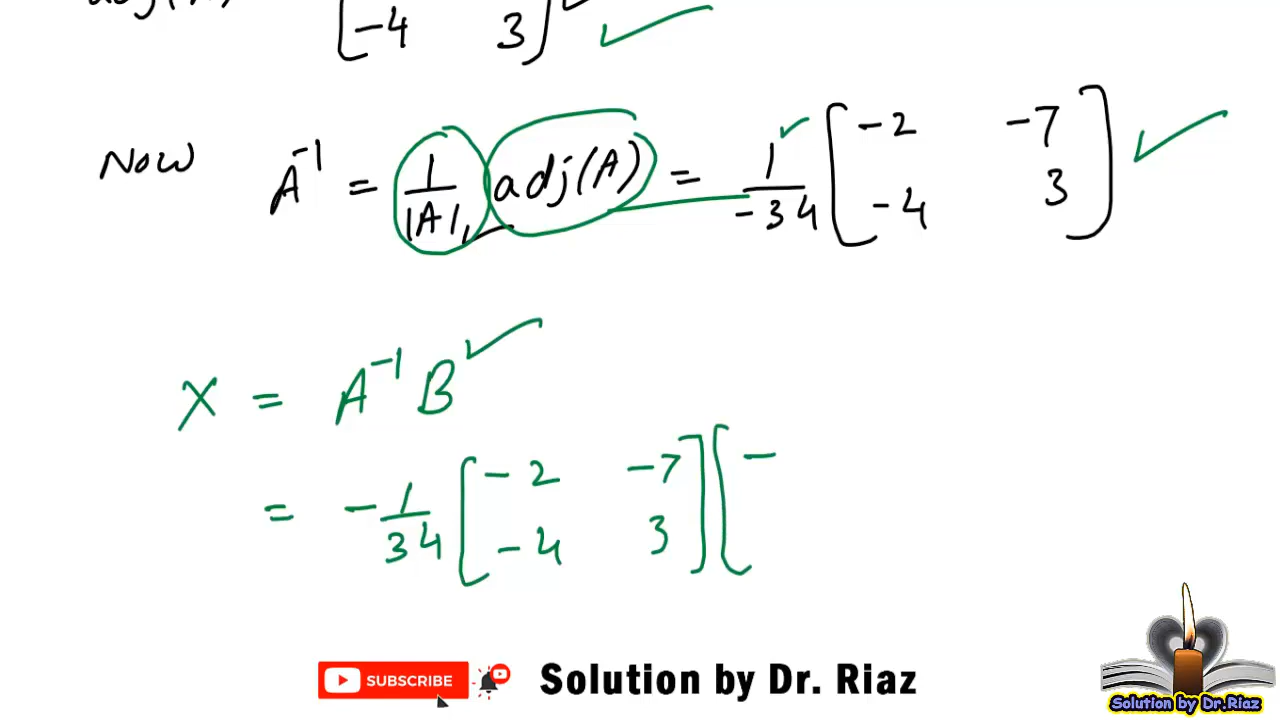 [-4 3]
Now A⁻¹ = 1/|A| adj(A) = 1/-34 [-2 -7
-4 3]
X = A⁻¹ B
= -1/34 [-2 -7
-4 3] [-
SUBSCRIBE Solution by Dr. Riaz
Solution by Dr.Riaz